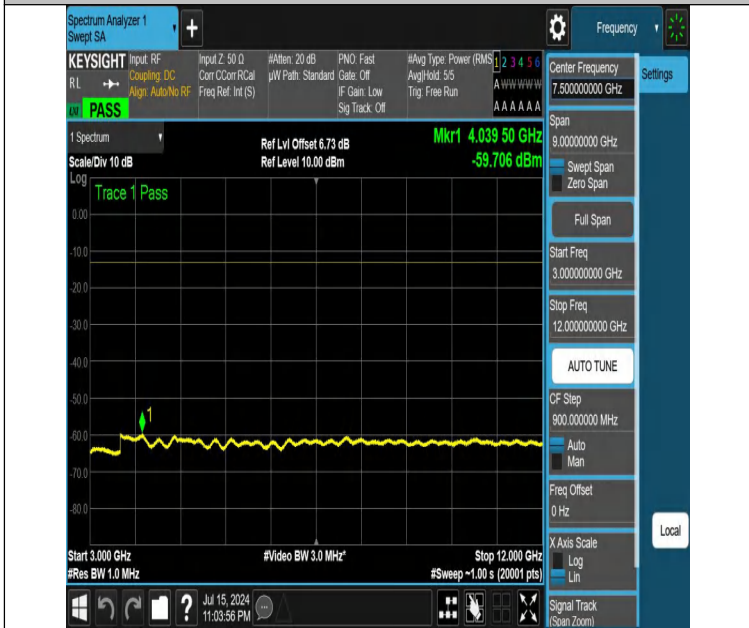 Spectrum Analyzer 1
Swept SA
Frequency
KEYSIGHT
RL
PASS
Input: RF
Coupling: DC
Align: Auto/No RF
Input Z: 50 Ω
Corr CCorr RCal
Freq Ref: Int (S)
#Atten: 20 dB
µW Path: Standard
PNO: Fast
Gate: Off
IF Gain: Low
Sig Track: Off
#Avg Type: Power (RMS
Avg|Hold: 5/5
Trig: Free Run
1 2 3 4 5 6
A W W W W W
A A A A A A
1 Spectrum
Scale/Div 10 dB
Ref Lvl Offset 6.73 dB
Ref Level 10.00 dBm
Mkr1 4.039 50 GHz
-59.706 dBm
Log
Trace 1 Pass
0.00
-10.0
-20.0
-30.0
-40.0
-50.0
-60.0
-70.0
-80.0
1
Start 3.000 GHz
#Res BW 1.0 MHz
#Video BW 3.0 MHz*
Stop 12.000 GHz
#Sweep ~1.00 s (20001 pts)
Jul 15, 2024
11:03:56 PM
?
Center Frequency
7.500000000 GHz
Settings
Span
9.00000000 GHz
Swept Span
Zero Span
Full Span
Start Freq
3.000000000 GHz
Stop Freq
12.000000000 GHz
AUTO TUNE
CF Step
900.000000 MHz
Auto
Man
Freq Offset
0 Hz
X Axis Scale
Log
Lin
Local
Signal Track
(Span Zoom)